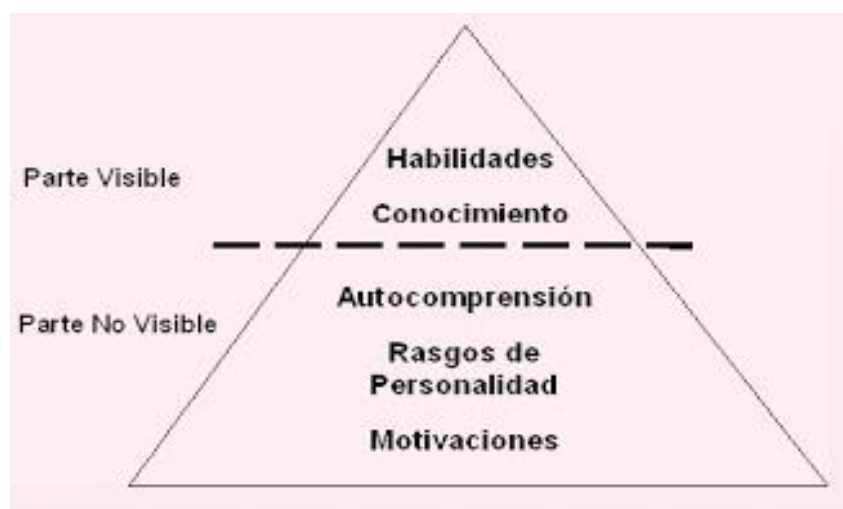 Habilidades
Parte Visible
Conocimiento
Autocomprensión
Parte No Visible
Rasgos de
Personalidad
Motivaciones